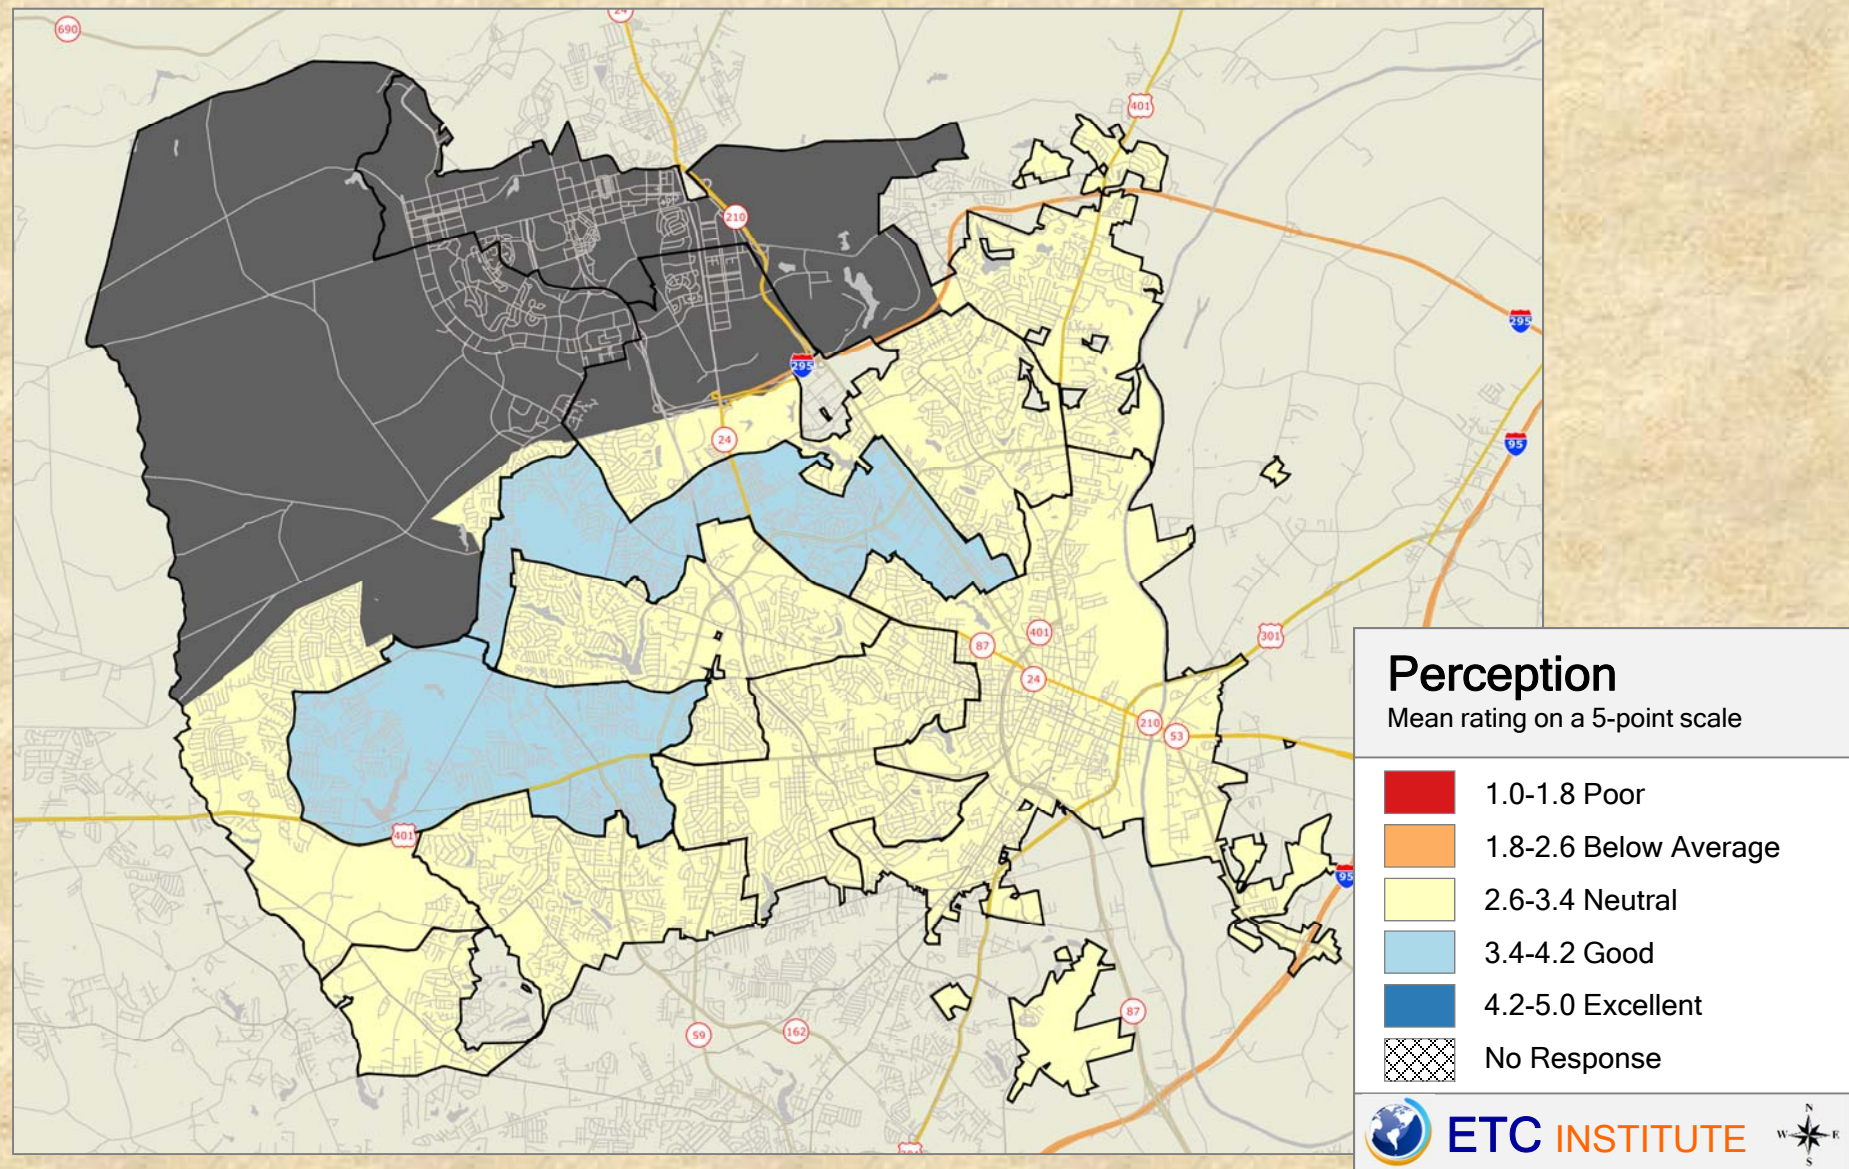 690
24
401
210
295
295
24
95
301
87
401
24
210
53
401
95
59
162
87
Perception
Mean rating on a 5-point scale
1.0-1.8 Poor
1.8-2.6 Below Average
2.6-3.4 Neutral
3.4-4.2 Good
4.2-5.0 Excellent
No Response
ETC INSTITUTE
N
W E
S